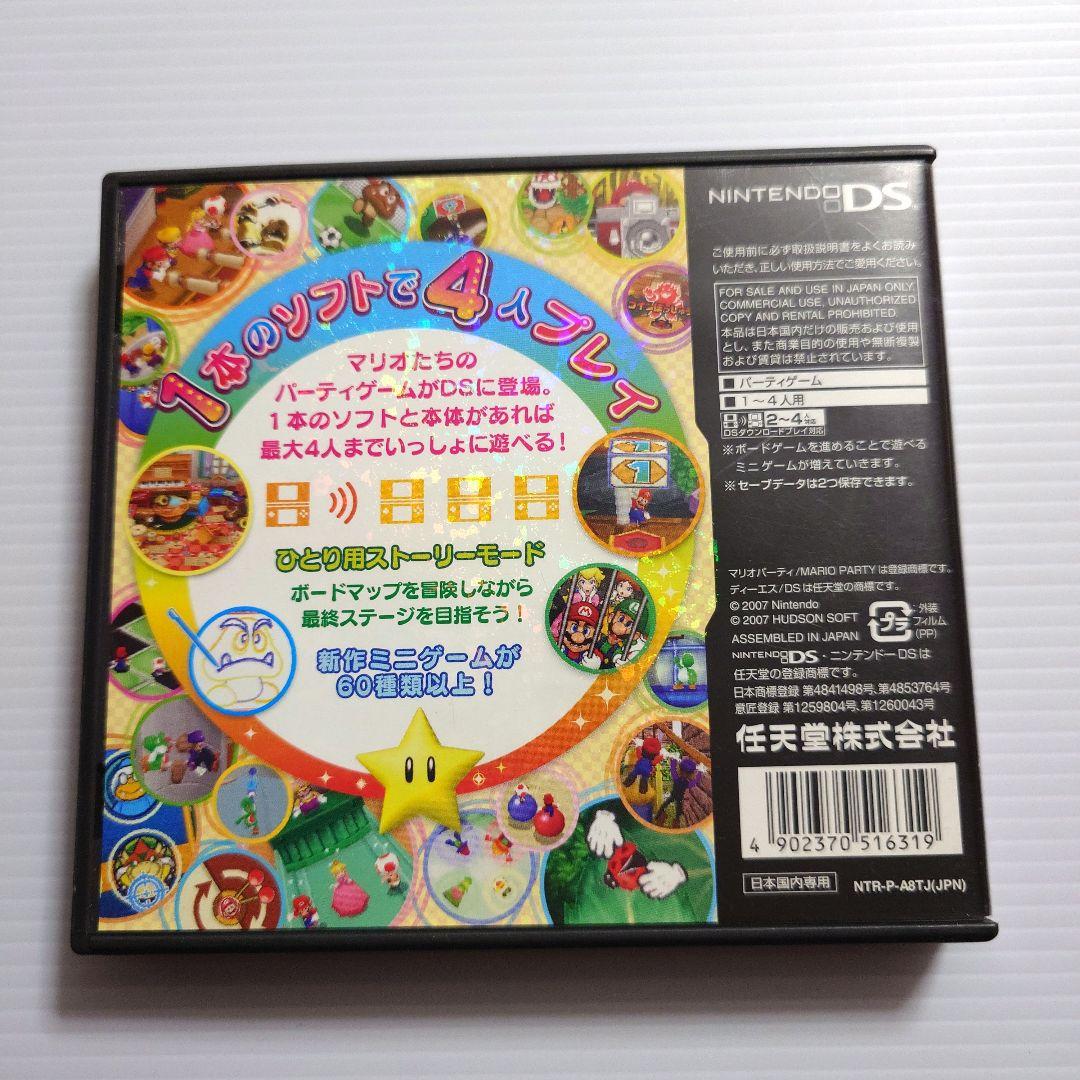 1本のソフトで4人プレイ
マリオたちの
パーティゲームがDSに登場。
1本のソフトと本体があれば
最大4人までいっしょに遊べる!
ひとり用ストーリーモード
ボードマップを冒険しながら
最終ステージを目指そう!
新作ミニゲームが
60種類以上!
NINTENDO DS
ご使用前に必ず取扱説明書をよくお読み
いただき、正しい使用方法でご愛用ください。
FOR SALE AND USE IN JAPAN ONLY.
COMMERCIAL USE, UNAUTHORIZED
COPY AND RENTAL PROHIBITED.
本品は日本国内だけの販売および使用
とし、また商業目的の使用や無断複製
および賃貸は禁止されています。
■ パーティゲーム
■ 1〜4人用
2〜4人対応
DSダウンロードプレイ対応
※ボードゲームを進めることで遊べる
ミニゲームが増えていきます。
※セーブデータは2つ保存できます。
マリオパーティ/MARIO PARTY は登録商標です。
ディーエス/DSは任天堂の商標です。
© 2007 Nintendo
© 2007 HUDSON SOFT
ASSEMBLED IN JAPAN
プラ
:外装
フィルム
(PP)
NINTENDO DS・ニンテンドーDSは
任天堂の登録商標です。
日本商標登録 第4841498号、第4853764号
意匠登録 第1259804号、第1260043号
任天堂株式会社
4 902370 516319
日本国内専用
NTR-P-A8TJ(JPN)